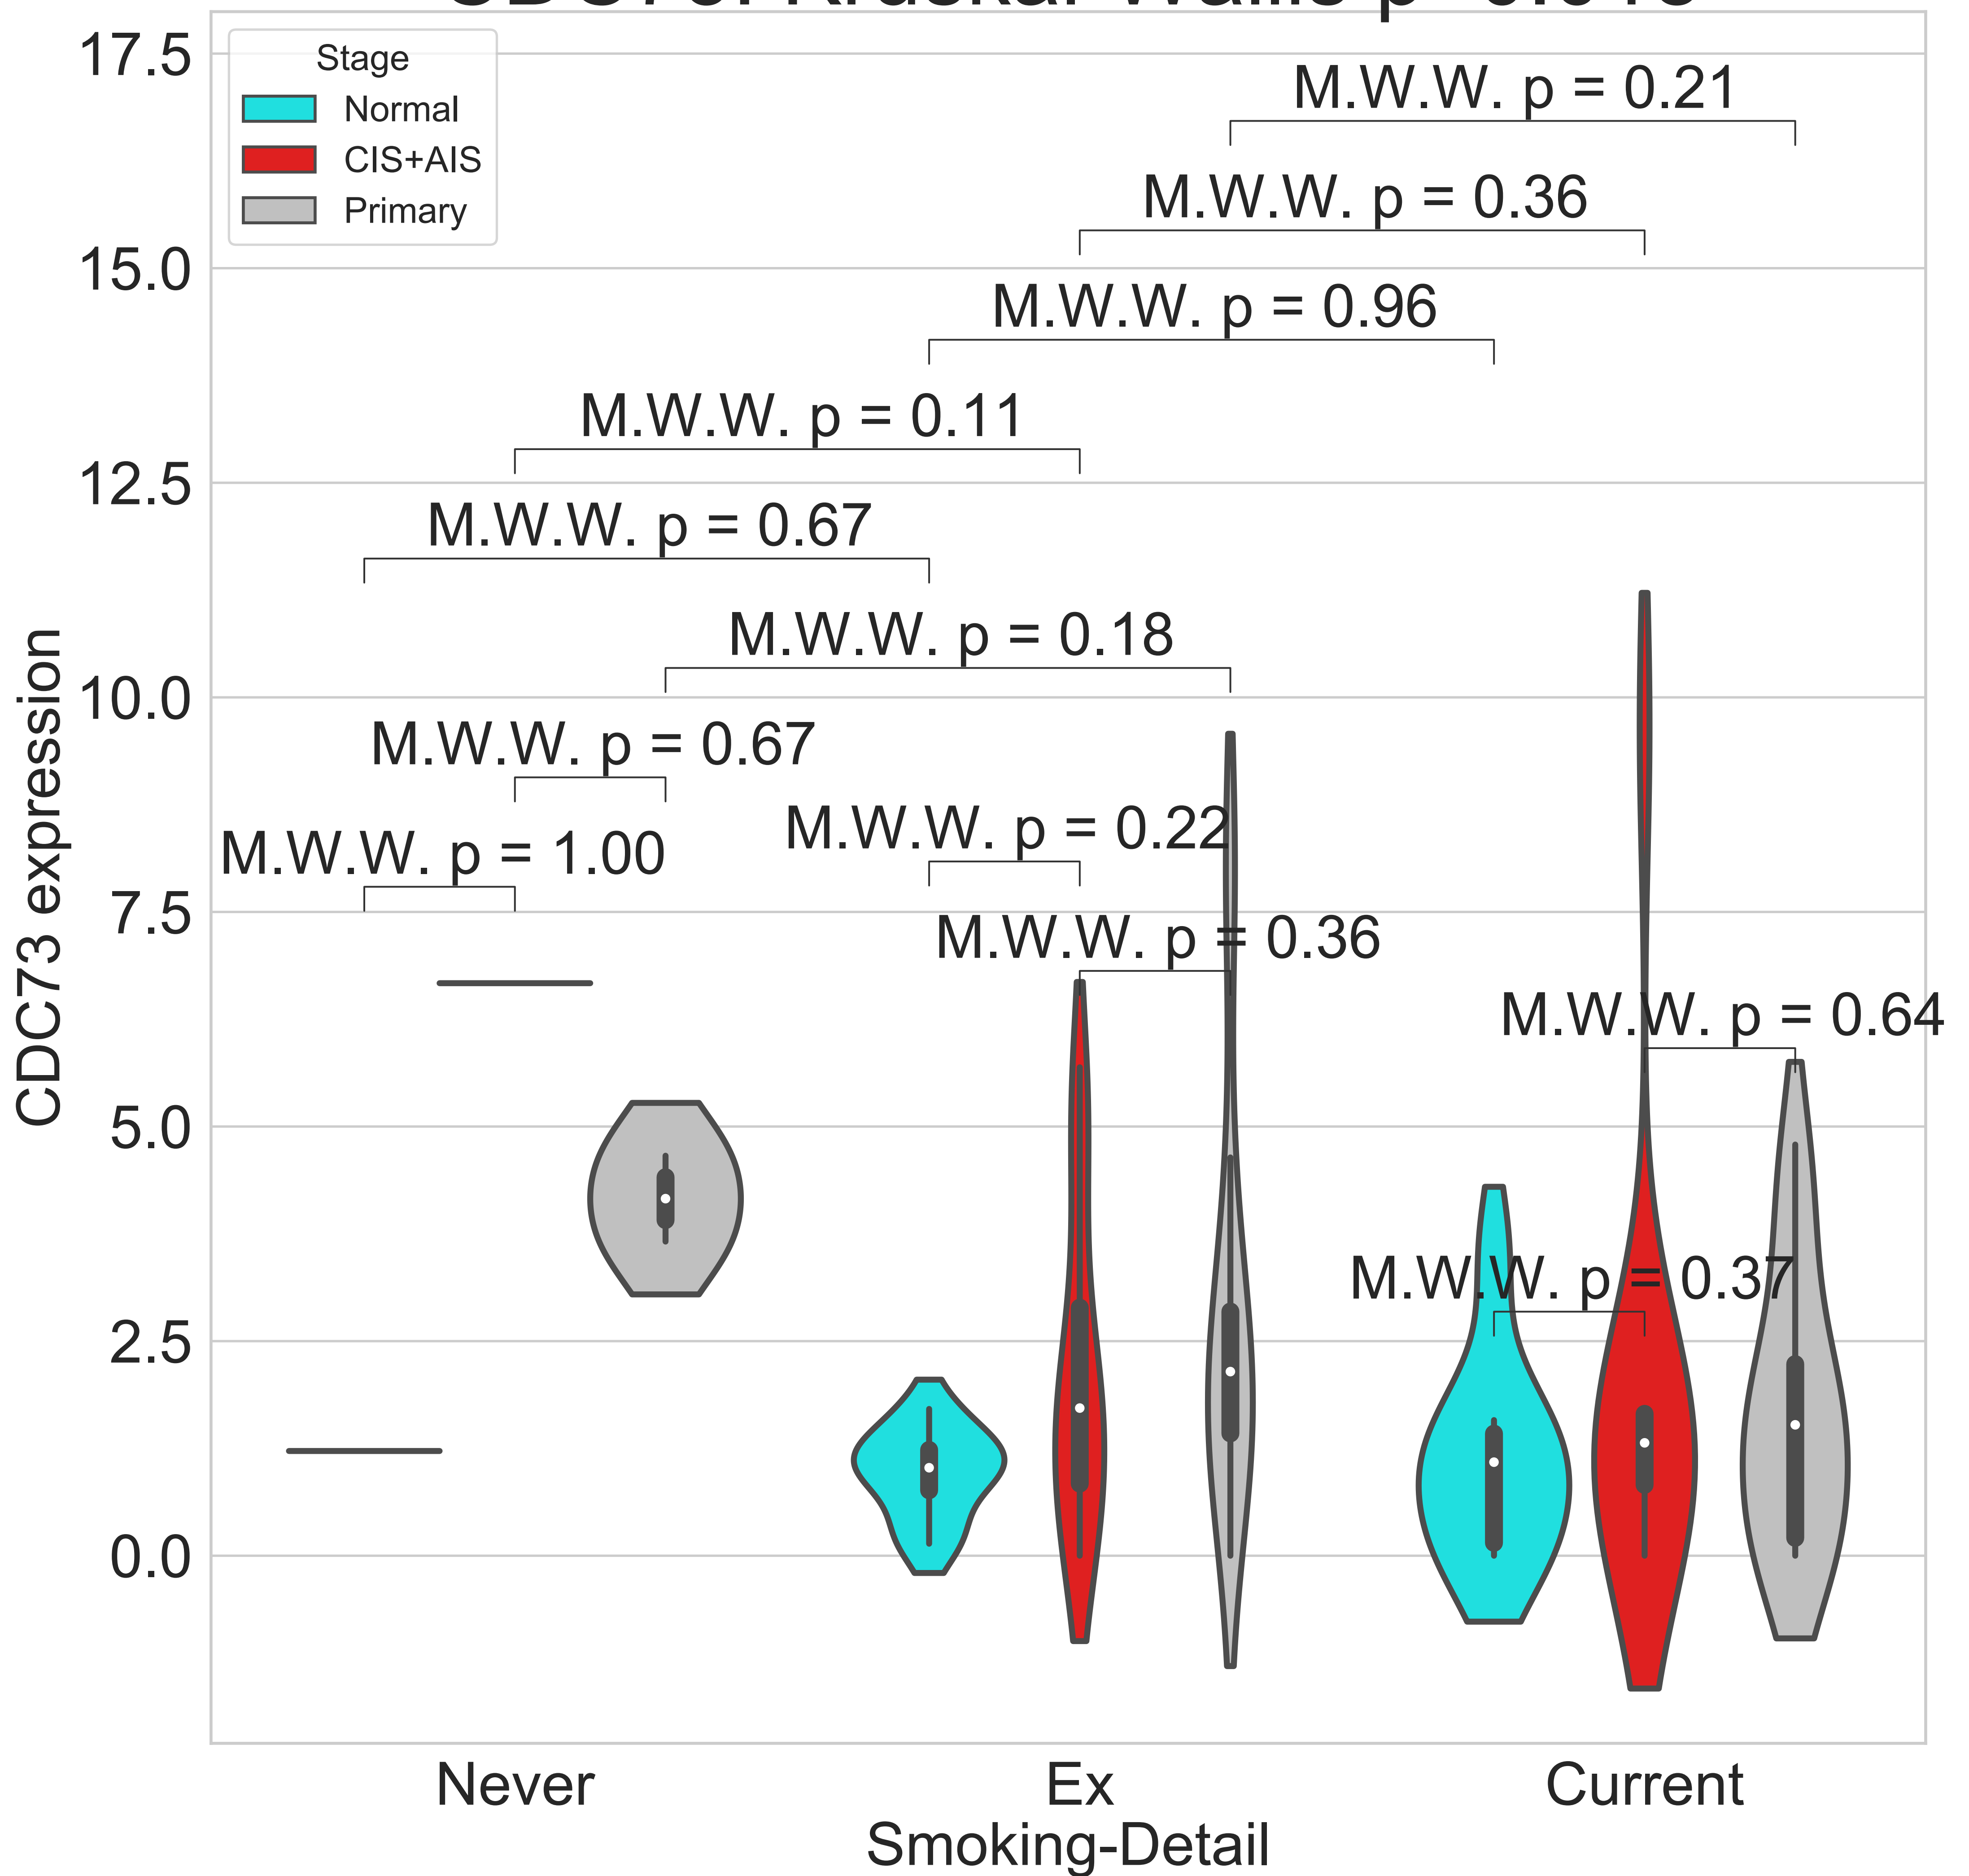 17.5
15.0
12.5
10.0
7.5
5.0
2.5
0.0
CDC73 expression
Stage
Normal
CIS+AIS
Primary
M.W.W. p = 0.21
M.W.W. p = 0.36
M.W.W. p = 0.96
M.W.W. p = 0.11
M.W.W. p = 0.67
M.W.W. p = 0.18
M.W.W. p = 0.67
M.W.W. p = 0.22
M.W.W. p = 1.00
M.W.W. p = 0.36
M.W.W. p = 0.64
M.W.W. p = 0.37
Never
Ex
Current
Smoking-Detail